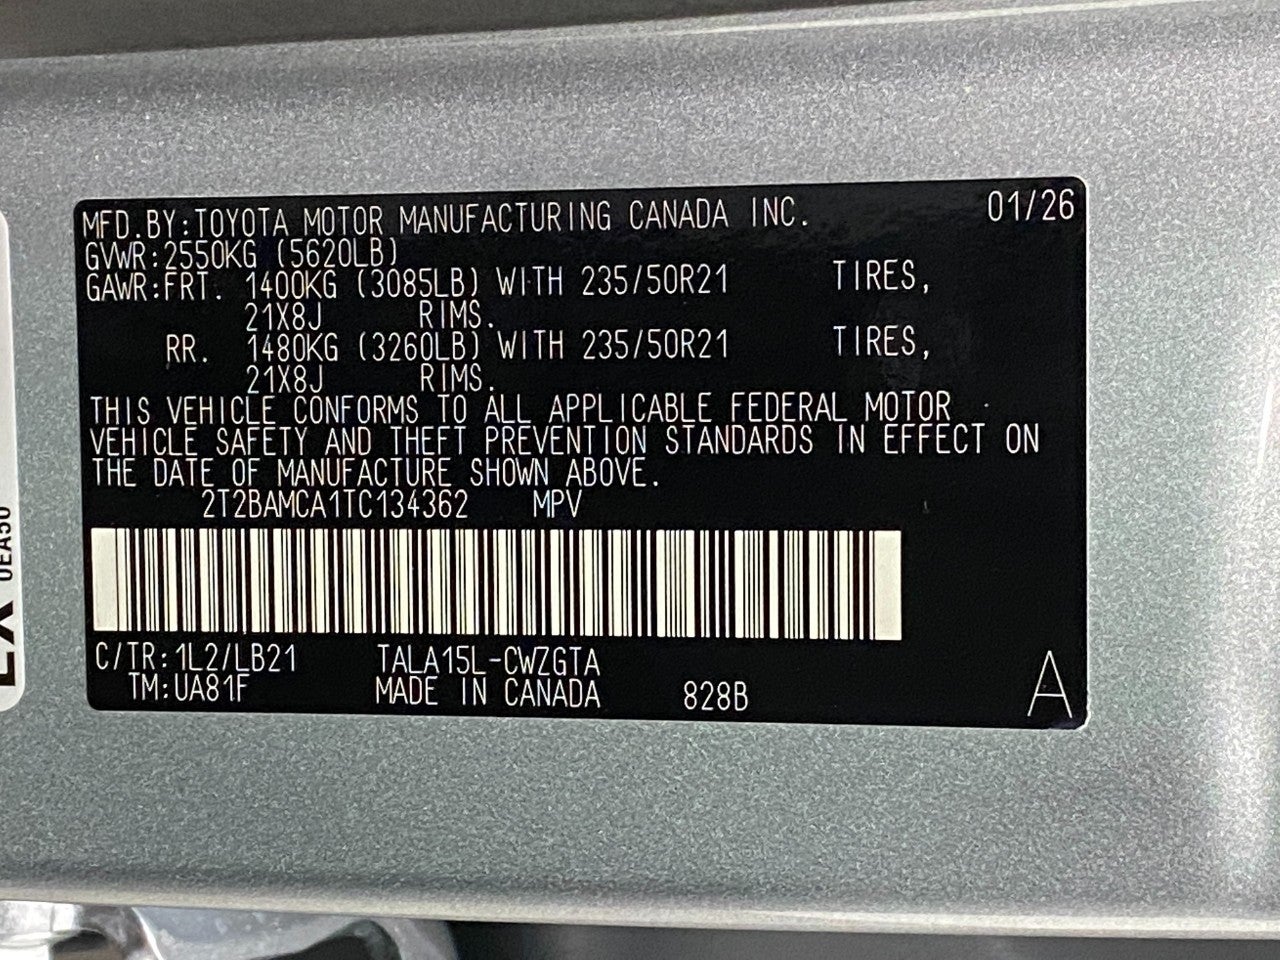 MFD.BY:TOYOTA MOTOR MANUFACTURING CANADA INC. 01/26
GVWR:2550KG (5620LB)
GAWR:FRT. 1400KG (3085LB) WITH 235/50R21 TIRES,
21X8J RIMS.
RR. 1480KG (3260LB) WITH 235/50R21 TIRES,
21X8J RIMS.
THIS VEHICLE CONFORMS TO ALL APPLICABLE FEDERAL MOTOR
VEHICLE SAFETY AND THEFT PREVENTION STANDARDS IN EFFECT ON
THE DATE OF MANUFACTURE SHOWN ABOVE.
2T2BAMCA1TC134362 MPV
C/TR:1L2/LB21 TALA15L-CWZGTA
TM:UA81F MADE IN CANADA 828B A
0EA50